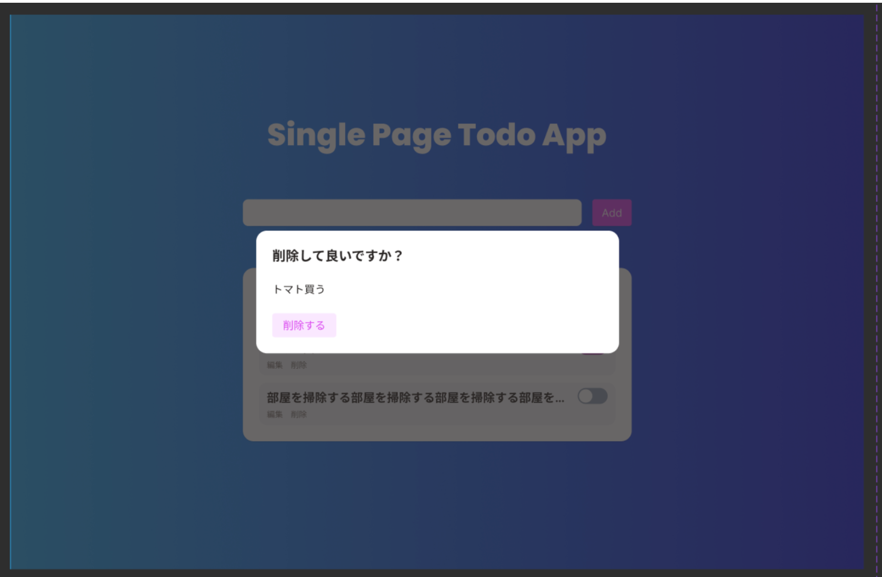 Single Page Todo App
Add
削除して良いですか？
トマト買う
削除する
編集 削除
部屋を掃除する部屋を掃除する部屋を掃除する部屋を...
編集 削除